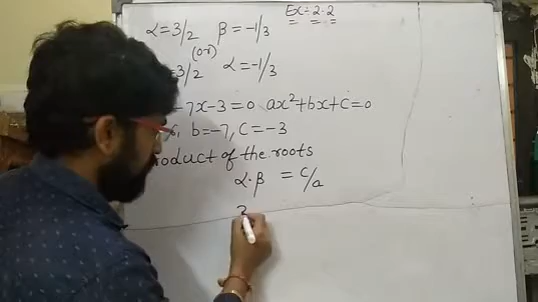 Ex:- 2.2
α = 3/2 β = -1/3
(or)
3/2 α = -1/3
- 7x - 3 = 0 ax² + bx + c = 0
b = -7, c = -3
roduct of the roots
α.β = c/a